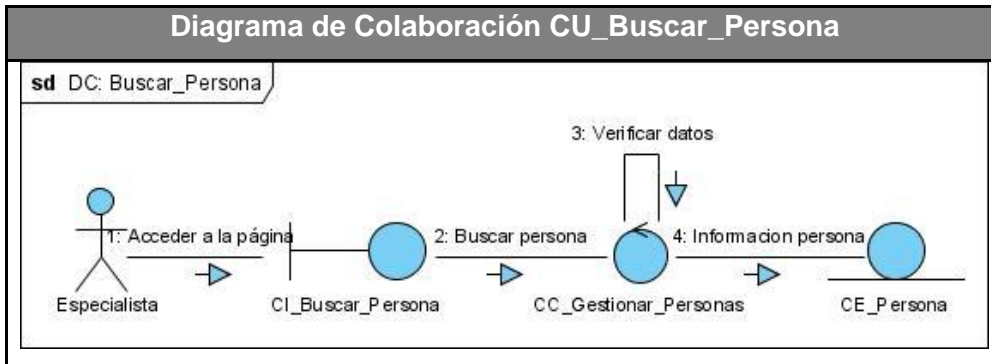 Diagrama de Colaboración CU_Buscar_Persona
sd DC: Buscar_Persona
3: Verificar datos
1: Acceder a la página
2: Buscar persona
4: Informacion persona
Especialista
CI_Buscar_Persona
CC_Gestionar_Personas
CE_Persona